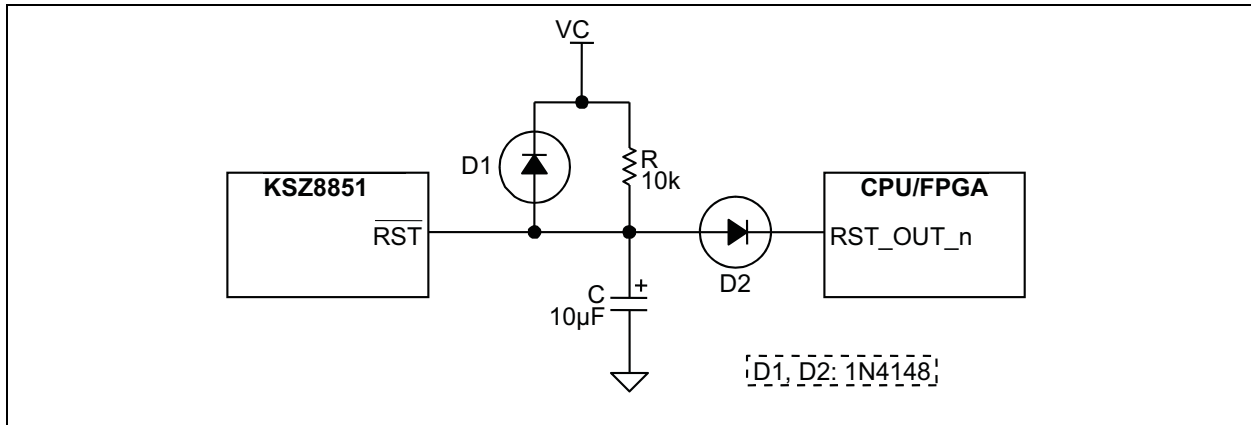 VC
D1
R
10k
KSZ8851
RST
CPU/FPGA
RST_OUT_n
D2
C
+
10µF
D1, D2: 1N4148